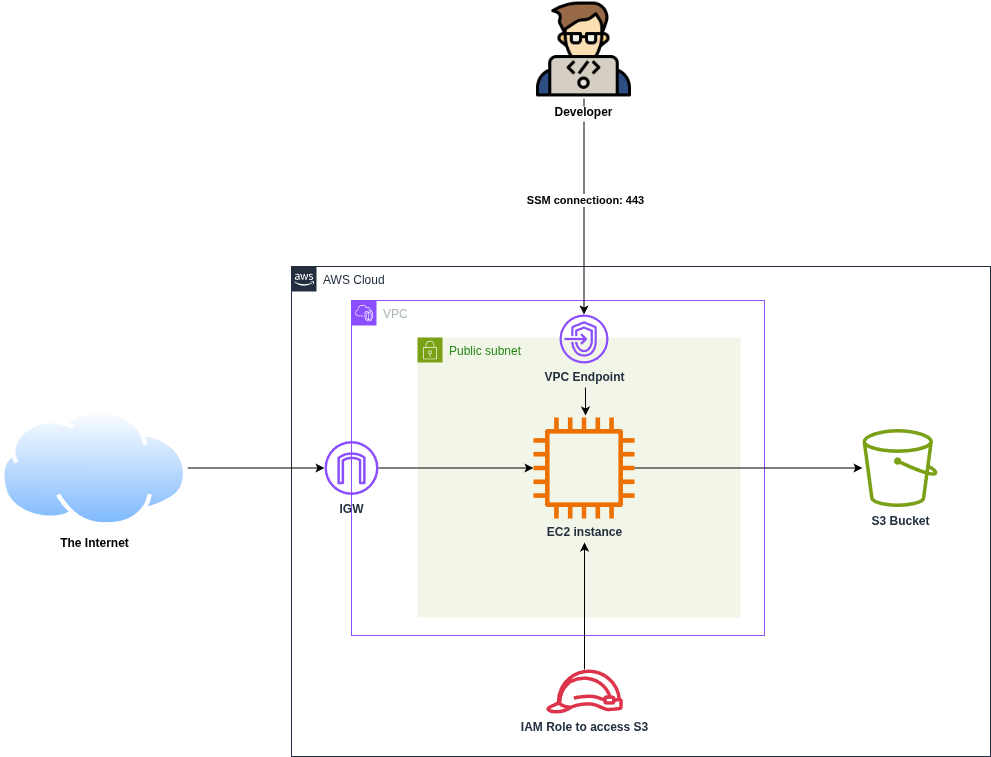 Developer
SSM connectioon: 443
aws
AWS Cloud
VPC
Public subnet
VPC Endpoint
The Internet
IGW
EC2 instance
S3 Bucket
IAM Role to access S3